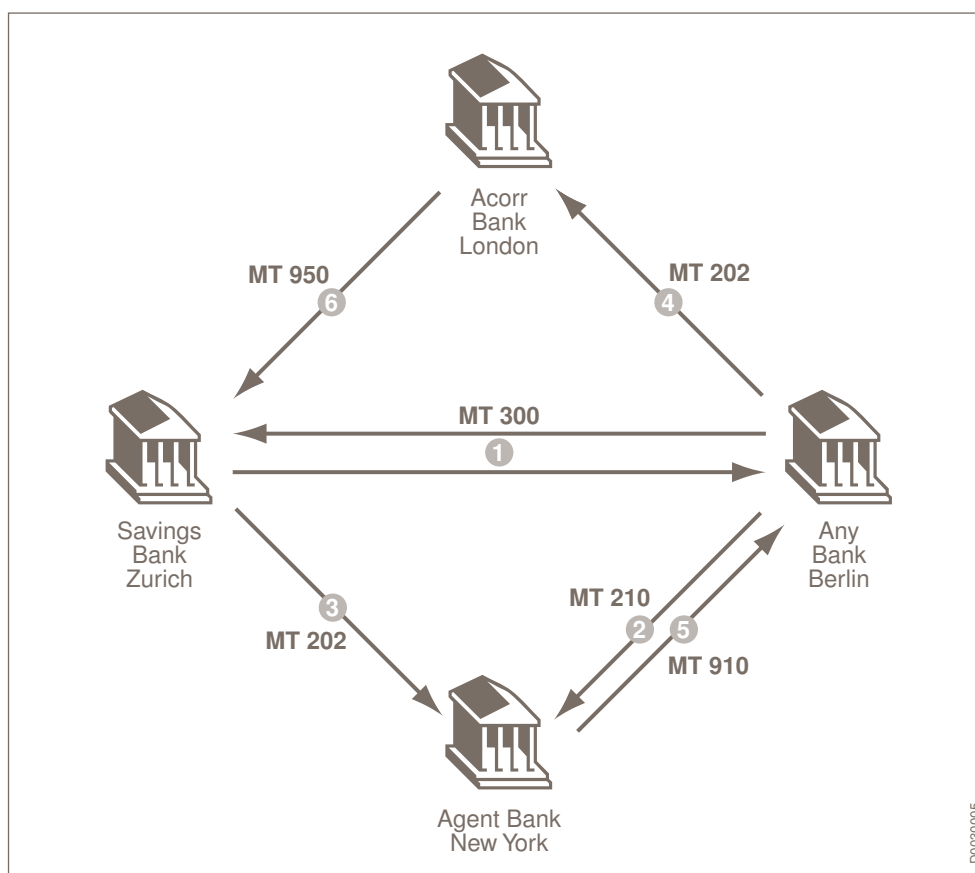 Acorr
Bank
London
MT 950
6
MT 202
4
MT 300
1
Savings
Bank
Zurich
Any
Bank
Berlin
3
MT 202
MT 210
2
5
MT 910
Agent Bank
New York
D0030005